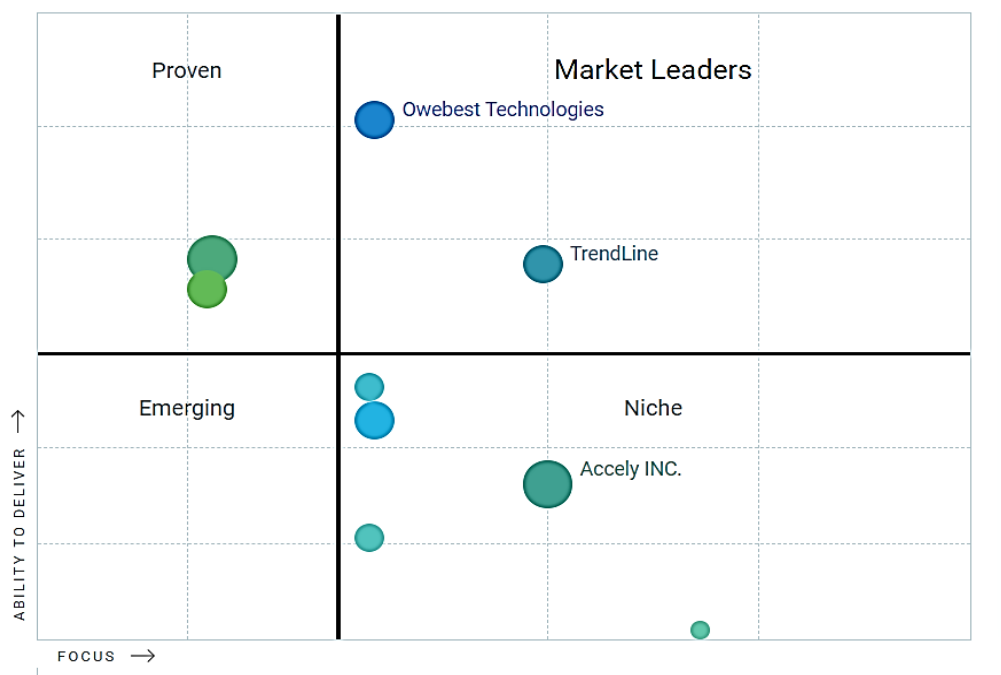 Proven
Market Leaders
Owebest Technologies
TrendLine
Emerging
Niche
Accely INC.
ABILITY TO DELIVER
FOCUS